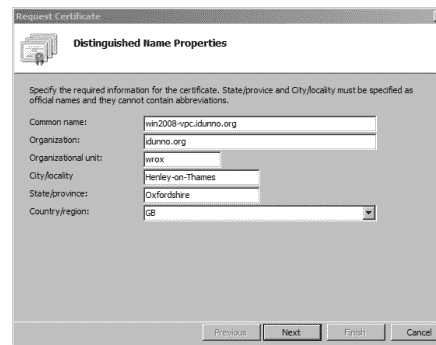 Request Certificate
Distinguished Name Properties
Specify the required information for the certificate. State/provice and City/locality must be specified as
official names and they cannot contain abbreviations.
Common name: win2008-vpc.idunno.org
Organization: idunno.org
Organizational unit: wrox
City/locality Henley-on-Thames
State/province: Oxfordshire
Country/region: GB
Previous Next Finish Cancel